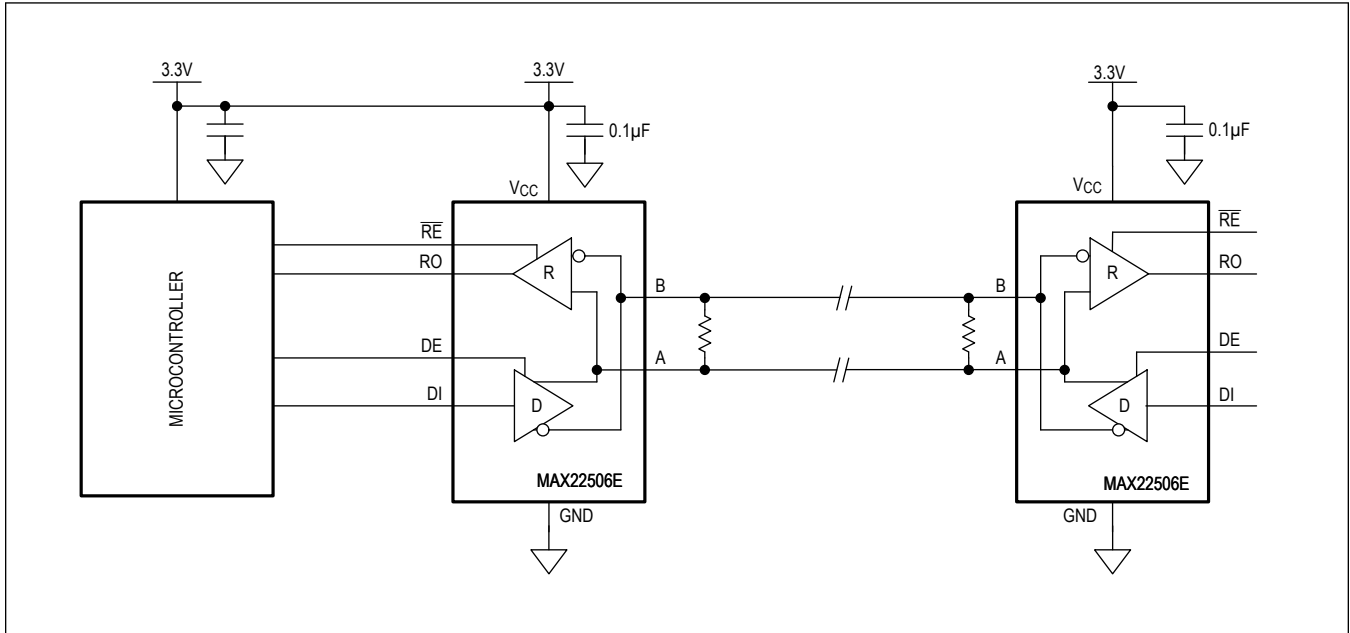 3.3V 3.3V 3.3V
0.1µF 0.1µF
VCC VCC
MICROCONTROLLER
RE R RE
RO R RO
B B
DE A A DE
DI D D DI
MAX22506E MAX22506E
GND GND